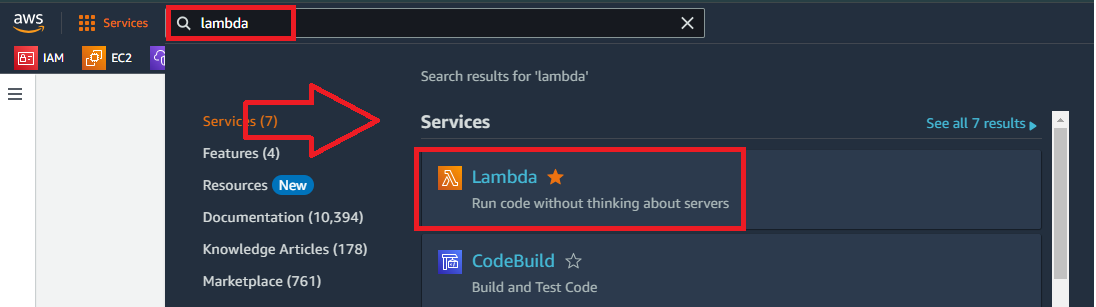 aws Services lambda
IAM EC2
Search results for 'lambda'
Services (7)
Features (4)
Resources New
Documentation (10,394)
Knowledge Articles (178)
Marketplace (761)
Services See all 7 results
Lambda
Run code without thinking about servers
CodeBuild
Build and Test Code